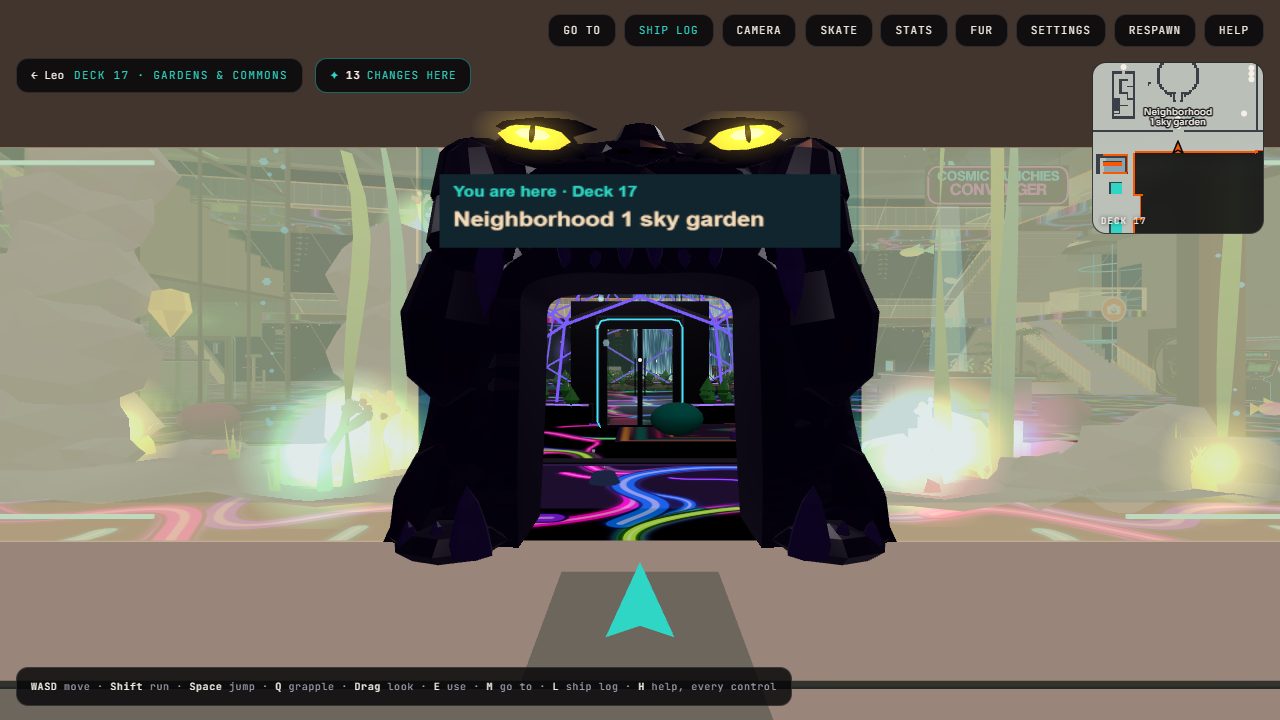 GO TO
SHIP LOG
CAMERA
SKATE
STATS
FUR
SETTINGS
RESPAWN
HELP
← Leo DECK 17 · GARDENS & COMMONS
✦ 13 CHANGES HERE
Neighborhood
1 sky garden
DECK 17
You are here · Deck 17
Neighborhood 1 sky garden
WASD move · Shift run · Space jump · Q grapple · Drag look · E use · M go to · L ship log · H help, every control